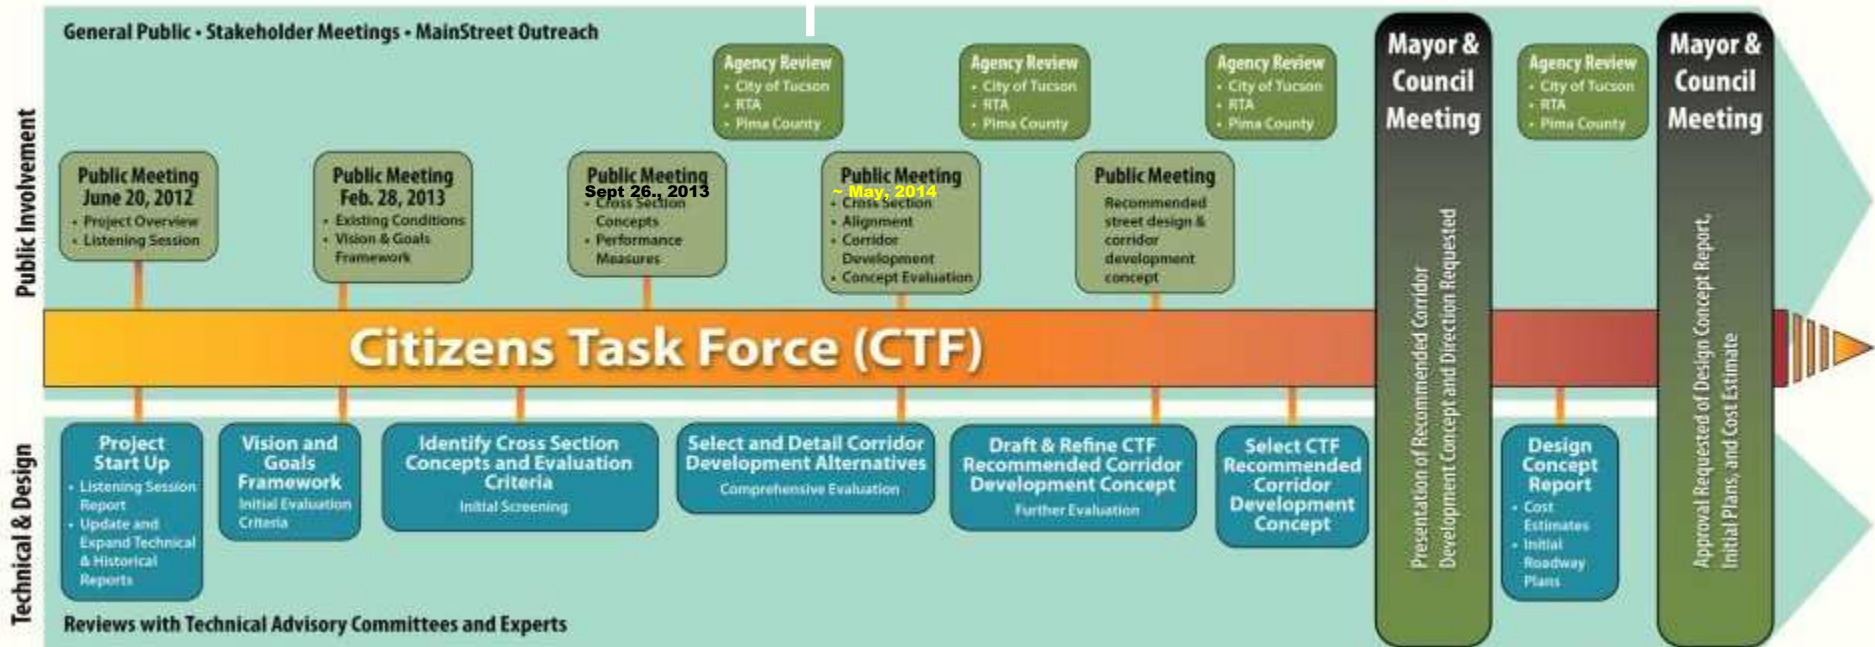 General Public • Stakeholder Meetings • MainStreet Outreach
Public Involvement
Agency Review
• City of Tucson
• RTA
• Pima County
Agency Review
• City of Tucson
• RTA
• Pima County
Agency Review
• City of Tucson
• RTA
• Pima County
Mayor &
Council
Meeting
Presentation of Recommended Corridor
Development Concept and Direction Requested
Agency Review
• City of Tucson
• RTA
• Pima County
Mayor &
Council
Meeting
Approval Requested of Design Concept Report,
Initial Plans, and Cost Estimate
Public Meeting
June 20, 2012
• Project Overview
• Listening Session
Public Meeting
Feb. 28, 2013
• Existing Conditions
• Vision & Goals
Framework
Public Meeting
Sept 26., 2013
• Cross Section
Concepts
• Performance
Measures
Public Meeting
~ May, 2014
• Cross Section
• Alignment
• Corridor
Development
• Concept Evaluation
Public Meeting
Recommended
street design &
corridor
development
concept
Citizens Task Force (CTF)
Technical & Design
Project
Start Up
• Listening Session
Report
• Update and
Expand Technical
& Historical
Reports
Vision and
Goals
Framework
Initial Evaluation
Criteria
Identify Cross Section
Concepts and Evaluation
Criteria
Initial Screening
Select and Detail Corridor
Development Alternatives
Comprehensive Evaluation
Draft & Refine CTF
Recommended Corridor
Development Concept
Further Evaluation
Select CTF
Recommended
Corridor
Development
Concept
Design
Concept
Report
• Cost
Estimates
• Initial
Roadway
Plans
Reviews with Technical Advisory Committees and Experts